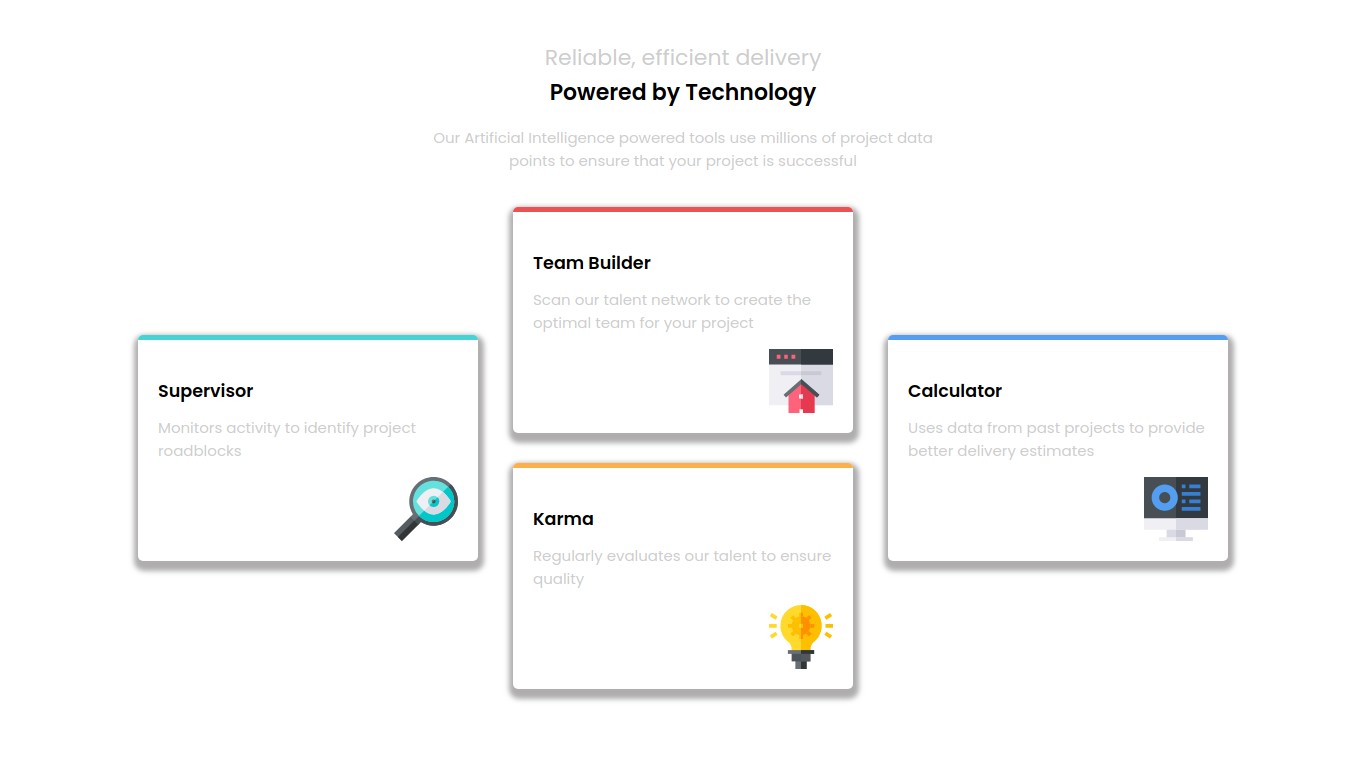 Reliable, efficient delivery
Powered by Technology
Our Artificial Intelligence powered tools use millions of project data
points to ensure that your project is successful
Supervisor
Monitors activity to identify project
roadblocks
Team Builder
Scan our talent network to create the
optimal team for your project
Karma
Regularly evaluates our talent to ensure
quality
Calculator
Uses data from past projects to provide
better delivery estimates